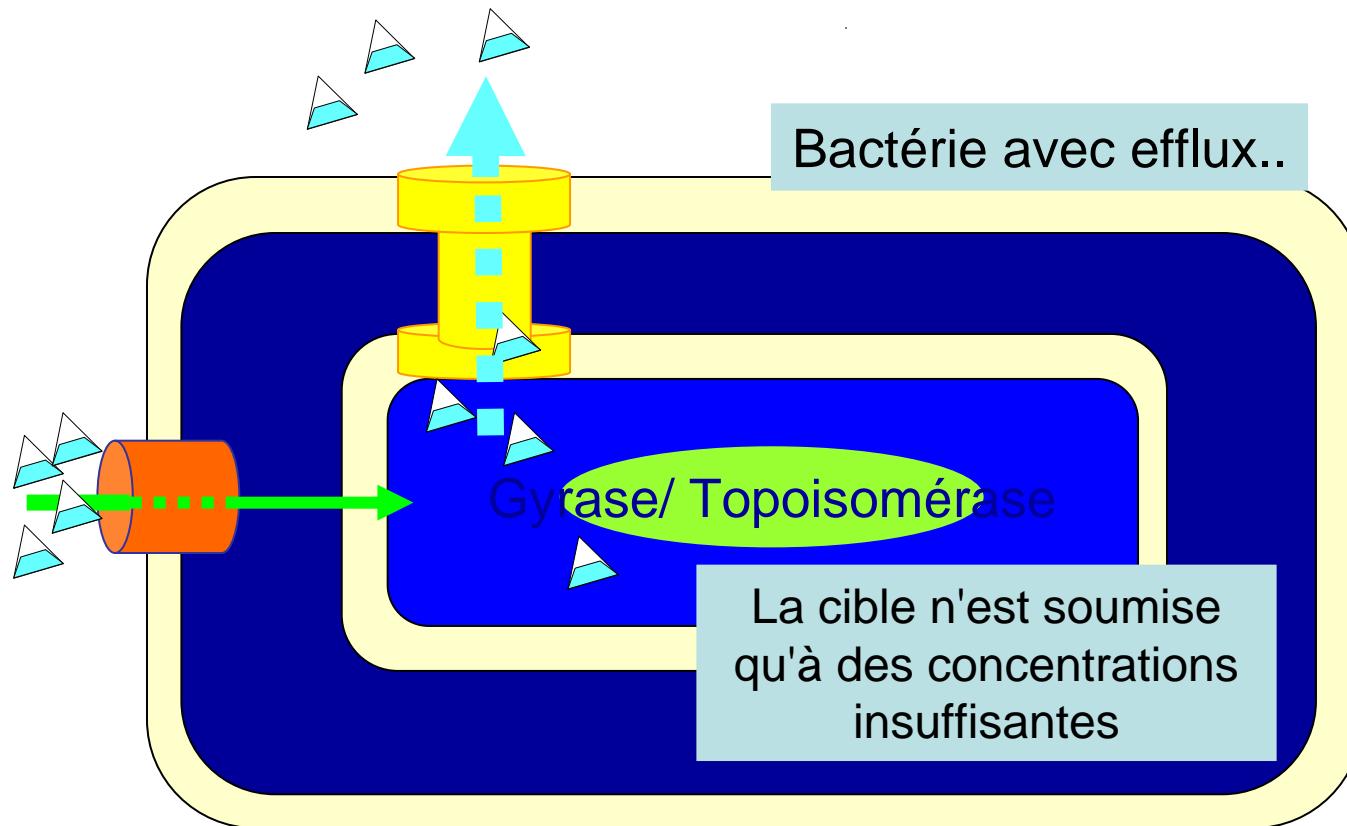 Bactérie avec efflux..
Gyrase/ Topoisomérase
La cible n'est soumise
qu'à des concentrations
insuffisantes